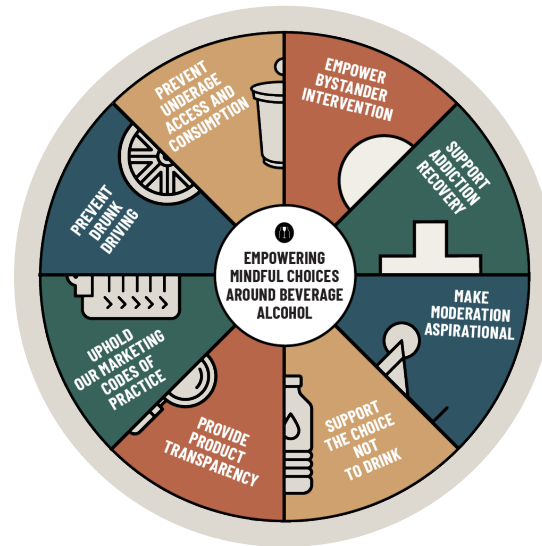 EMPOWER
BYSTANDER
INTERVENTION
SUPPORT
ADDICTION
RECOVERY
MAKE
MODERATION
ASPIRATIONAL
SUPPORT
THE CHOICE
NOT
TO DRINK
PROVIDE
PRODUCT
TRANSPARENCY
UPHOLD
OUR MARKETING
CODES OF
PRACTICE
PREVENT
DRUNK
DRIVING
PREVENT
UNDERAGE
ACCESS AND
CONSUMPTION
EMPOWERING
MINDFUL CHOICES
AROUND BEVERAGE
ALCOHOL